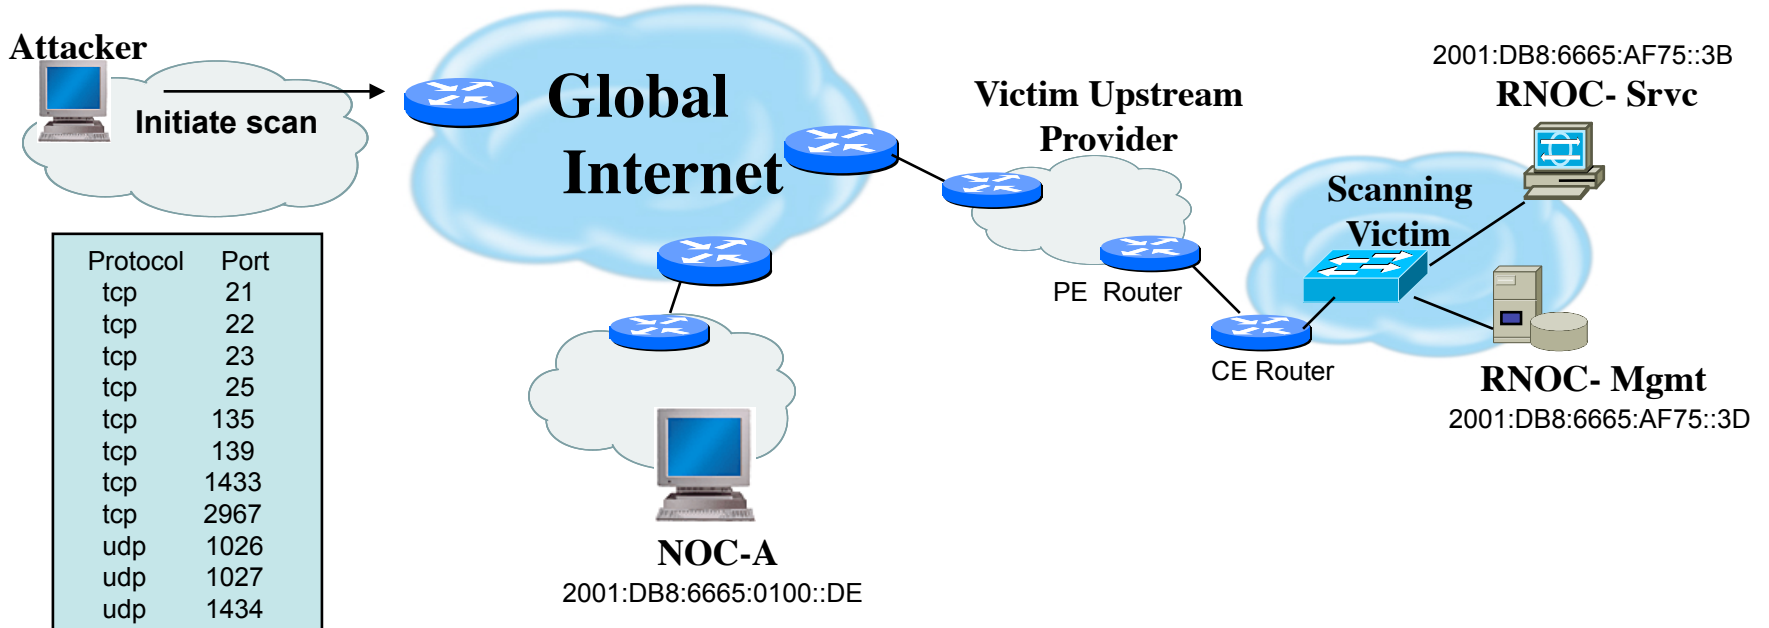 Attacker
Initiate scan
Global
Internet
Victim Upstream
Provider
2001:DB8:6665:AF75::3B
RNOC- Srvc
Scanning
Victim
PE  Router
CE Router
RNOC- Mgmt
2001:DB8:6665:AF75::3D
NOC-A
2001:DB8:6665:0100::DE
Protocol Port
tcp 21
tcp 22
tcp 23
tcp 25
tcp 135
tcp 139
tcp 1433
tcp 2967
udp 1026
udp 1027
udp 1434